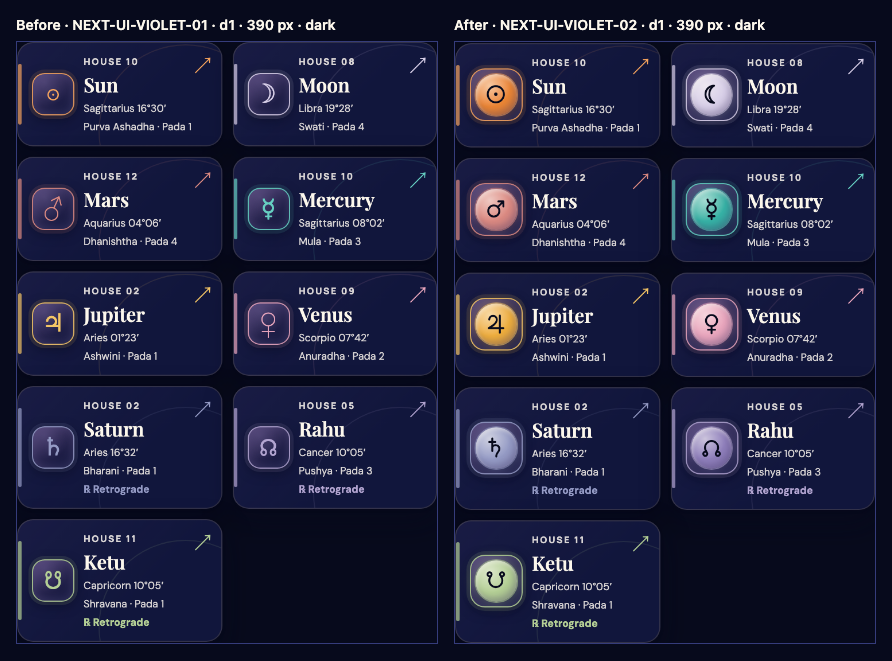 Before · NEXT-UI-VIOLET-01 · d1 · 390 px · dark
HOUSE 10
Sun
Sagittarius 16°30′
Purva Ashadha · Pada 1
HOUSE 08
Moon
Libra 19°28′
Swati · Pada 4
HOUSE 12
Mars
Aquarius 04°06′
Dhanishtha · Pada 4
HOUSE 10
Mercury
Sagittarius 08°02′
Mula · Pada 3
HOUSE 02
Jupiter
Aries 01°23′
Ashwini · Pada 1
HOUSE 09
Venus
Scorpio 07°42′
Anuradha · Pada 2
HOUSE 02
Saturn
Aries 16°32′
Bharani · Pada 1
℞ Retrograde
HOUSE 05
Rahu
Cancer 10°05′
Pushya · Pada 3
℞ Retrograde
HOUSE 11
Ketu
Capricorn 10°05′
Shravana · Pada 1
℞ Retrograde
After · NEXT-UI-VIOLET-02 · d1 · 390 px · dark
HOUSE 10
Sun
Sagittarius 16°30′
Purva Ashadha · Pada 1
HOUSE 08
Moon
Libra 19°28′
Swati · Pada 4
HOUSE 12
Mars
Aquarius 04°06′
Dhanishtha · Pada 4
HOUSE 10
Mercury
Sagittarius 08°02′
Mula · Pada 3
HOUSE 02
Jupiter
Aries 01°23′
Ashwini · Pada 1
HOUSE 09
Venus
Scorpio 07°42′
Anuradha · Pada 2
HOUSE 02
Saturn
Aries 16°32′
Bharani · Pada 1
℞ Retrograde
HOUSE 05
Rahu
Cancer 10°05′
Pushya · Pada 3
℞ Retrograde
HOUSE 11
Ketu
Capricorn 10°05′
Shravana · Pada 1
℞ Retrograde